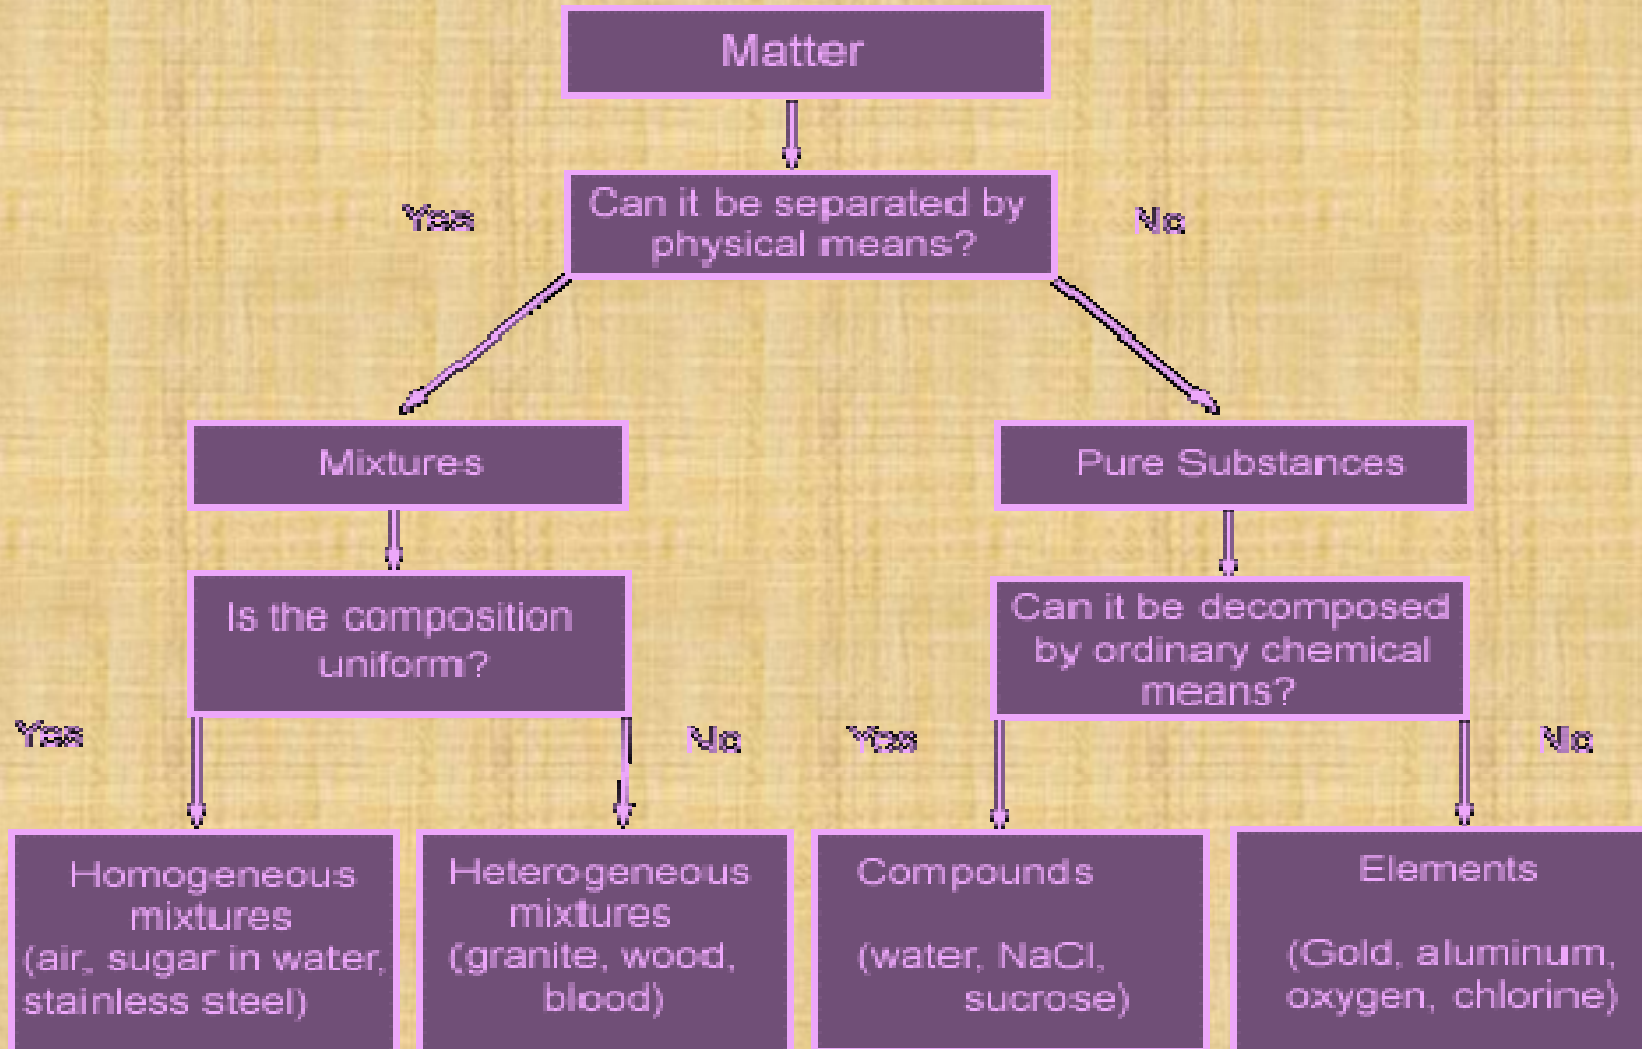 Matter
Yes
Can it be separated by
physical means?
No
Mixtures
Pure Substances
Is the composition
uniform?
Can it be decomposed
by ordinary chemical
means?
Yes
No
Yes
No
Homogeneous
mixtures
(air, sugar in water,
stainless steel)
Heterogeneous
mixtures
(granite, wood,
blood)
Compounds
(water, NaCl,
sucrose)
Elements
(Gold, aluminum,
oxygen, chlorine)